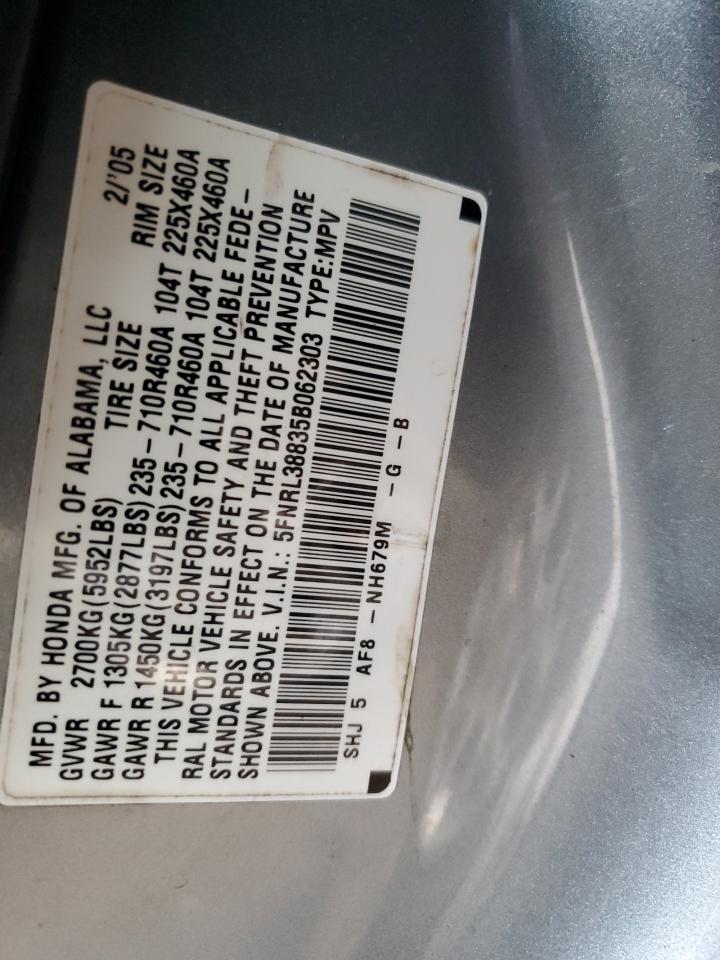 MFD. BY HONDA MFG. OF ALABAMA, LLC 2/'05
GVWR 2700KG(5952LBS) TIRE SIZE RIM SIZE
GAWR F 1305KG(2877LBS) 235-710R460A 104T 225X460A
GAWR R 1450KG(3197LBS) 235-710R460A 104T 225X460A
THIS VEHICLE CONFORMS TO ALL APPLICABLE FEDE-
RAL MOTOR VEHICLE SAFETY AND THEFT PREVENTION
STANDARDS IN EFFECT ON THE DATE OF MANUFACTURE
SHOWN ABOVE. V.I.N.: 5FNRL38835B062303 TYPE:MPV
SHJ 5 AF8 -NH679M -G -B